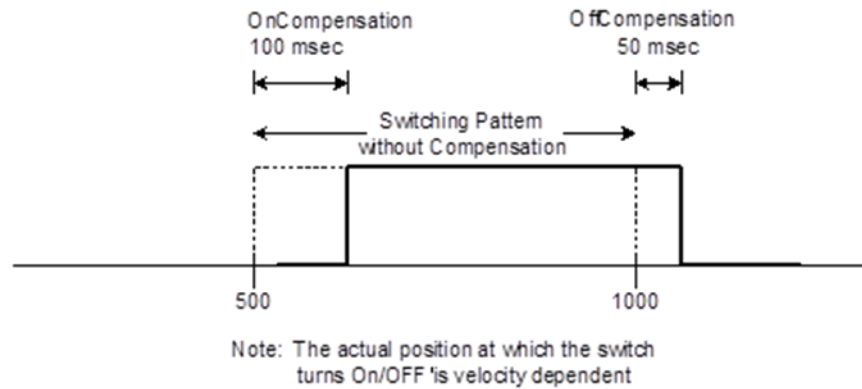 OnCompensation
100 msec
OffCompensation
50 msec
Switching Pattern
without Compensation
500
1000
Note: The actual position at which the switch
turns On/OFF 'is velocity dependent